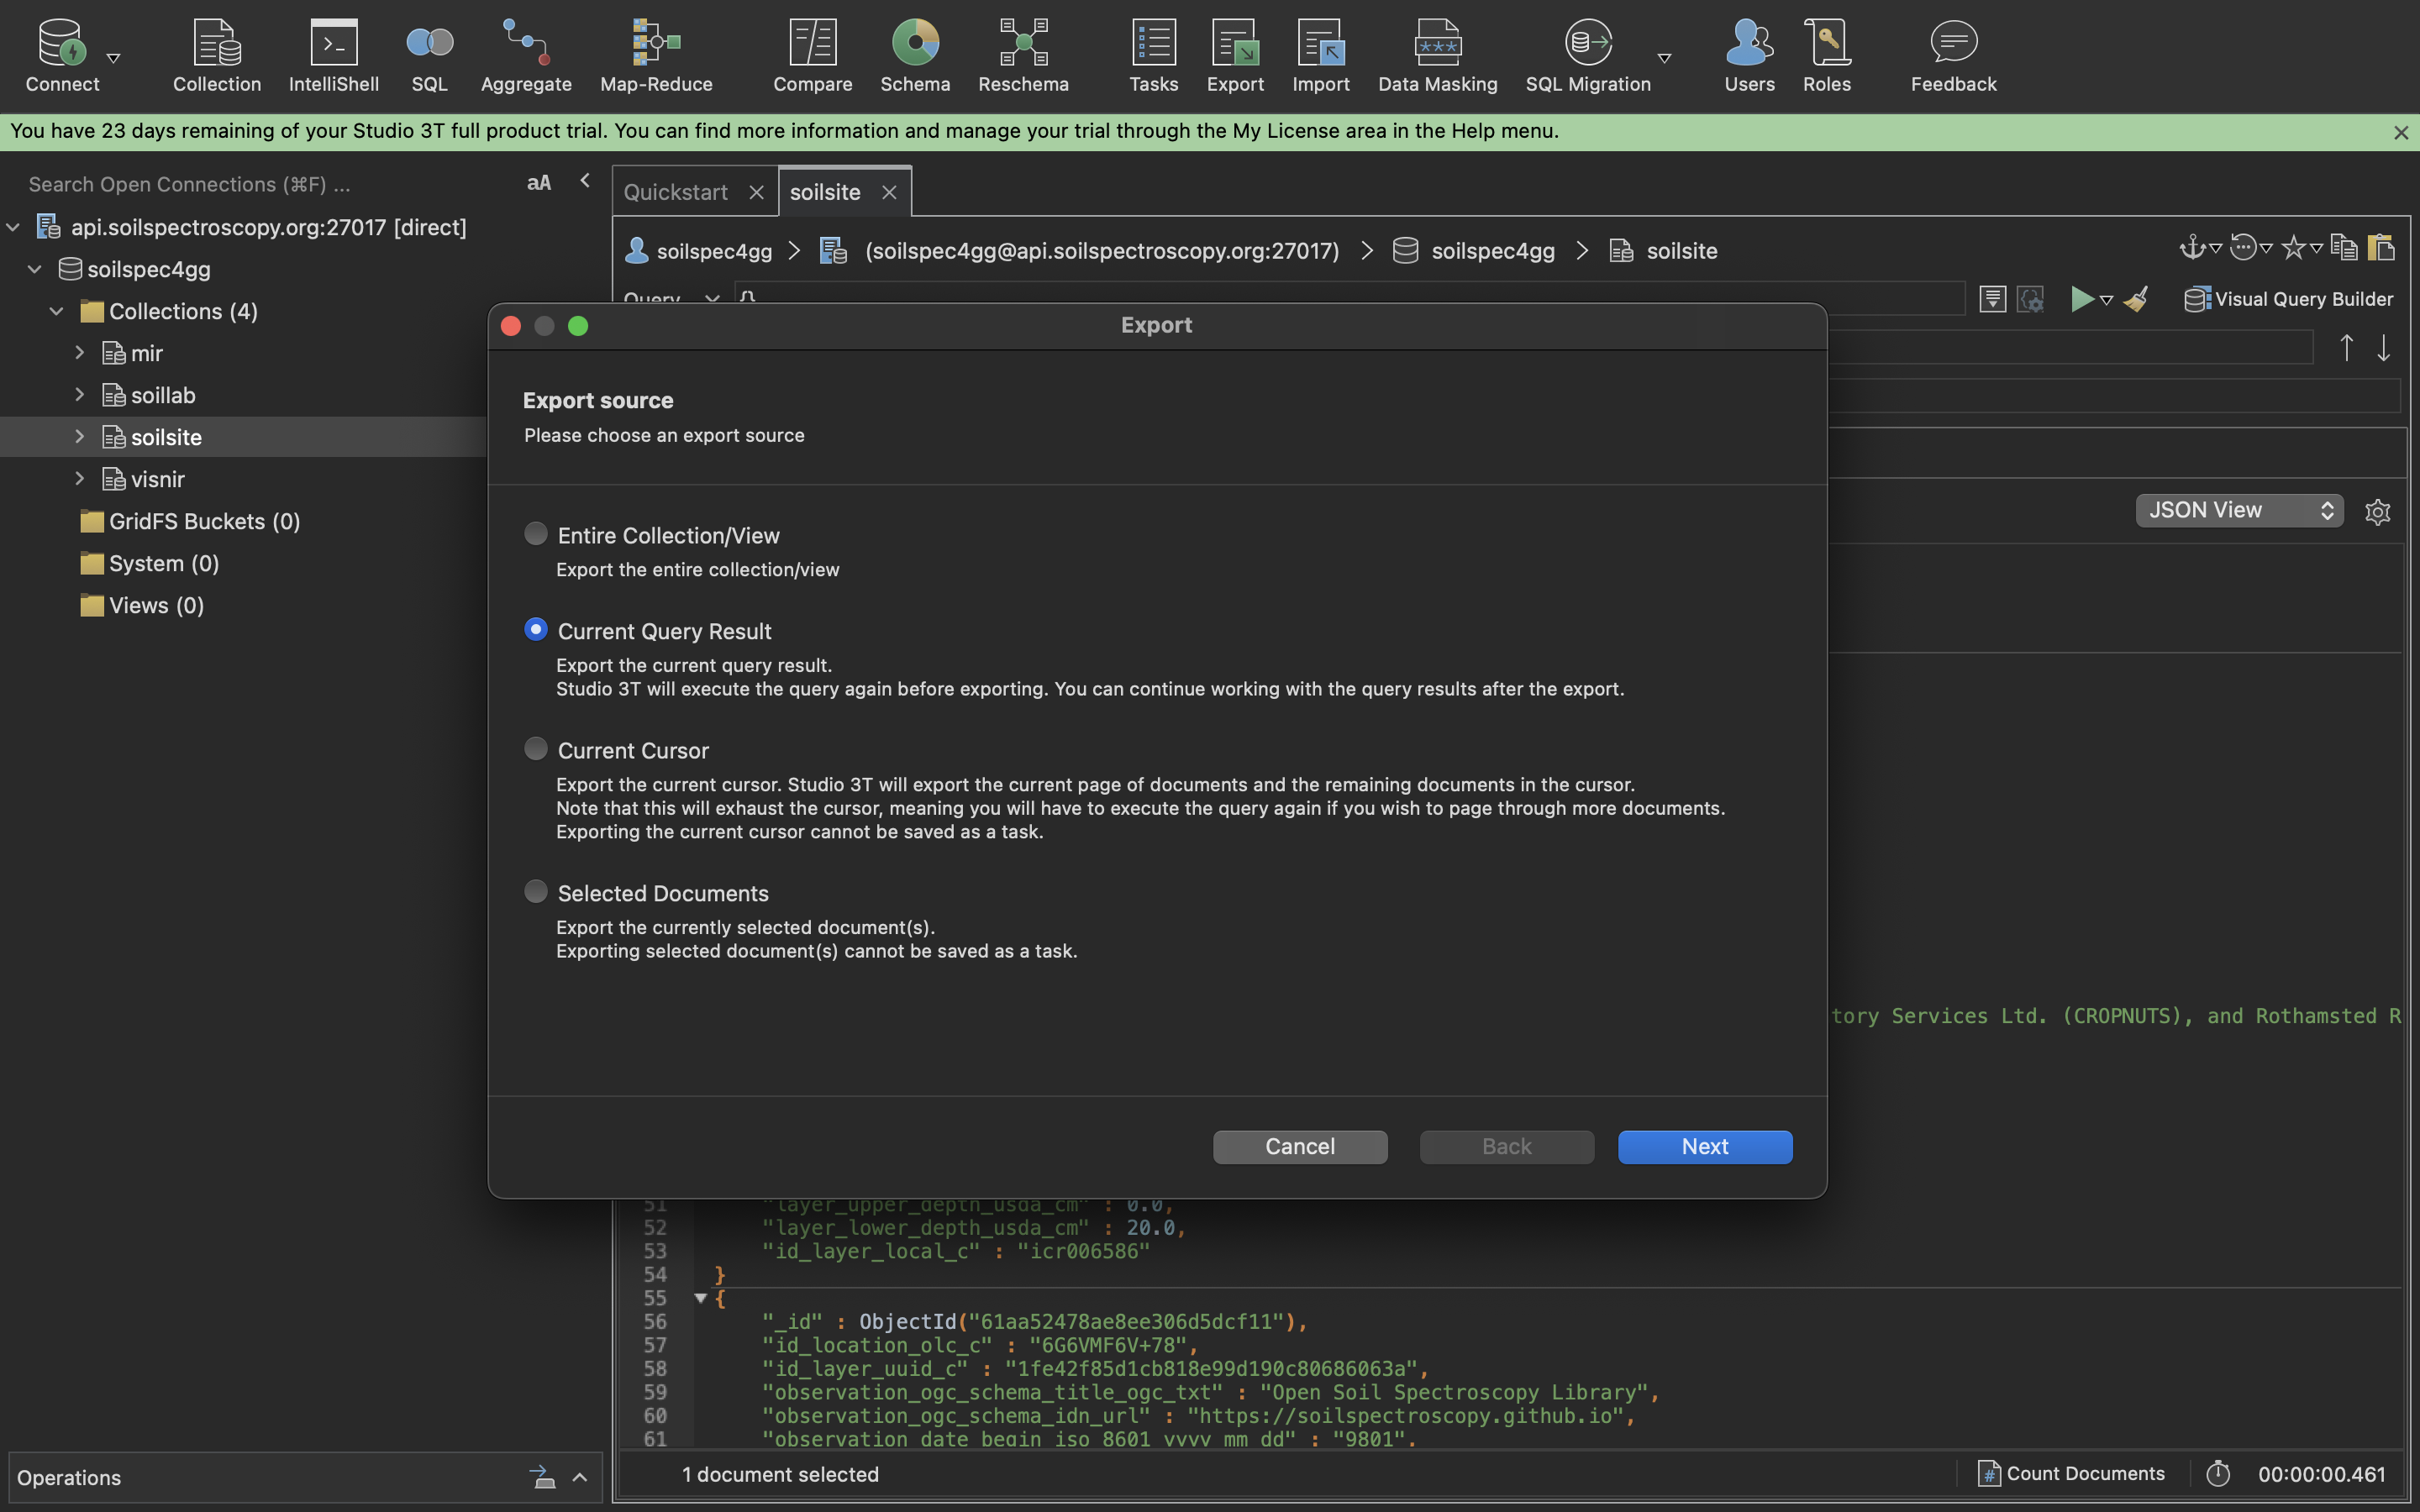 Connect
Collection
IntelliShell
SQL
Aggregate
Map-Reduce
Compare
Schema
Reschema
Tasks
Export
Import
Data Masking
SQL Migration
Users
Roles
Feedback
You have 23 days remaining of your Studio 3T full product trial. You can find more information and manage your trial through the My License area in the Help menu.
Search Open Connections (⌘F) ...
aA
api.soilspectroscopy.org:27017 [direct]
soilspec4gg
Collections (4)
mir
soillab
soilsite
visnir
GridFS Buckets (0)
System (0)
Views (0)
Quickstart
soilsite
soilspec4gg
(soilspec4gg@api.soilspectroscopy.org:27017)
soilspec4gg
soilsite
Query
{}
Visual Query Builder
JSON View
Export
Export source
Please choose an export source
Entire Collection/View
Export the entire collection/view
Current Query Result
Export the current query result.
Studio 3T will execute the query again before exporting. You can continue working with the query results after the export.
Current Cursor
Export the current cursor. Studio 3T will export the current page of documents and the remaining documents in the cursor.
Note that this will exhaust the cursor, meaning you will have to execute the query again if you wish to page through more documents.
Exporting the current cursor cannot be saved as a task.
Selected Documents
Export the currently selected document(s).
Exporting selected document(s) cannot be saved as a task.
Cancel
Back
Next
tory Services Ltd. (CROPNUTS), and Rothamsted R
51 "layer_upper_depth_usda_cm" : 0.0,
52 "layer_lower_depth_usda_cm" : 20.0,
53 "id_layer_local_c" : "icr006586"
54 }
55 {
56 "_id" : ObjectId("61aa52478ae8ee306d5dcf11"),
57 "id_location_olc_c" : "6G6VMF6V+78",
58 "id_layer_uuid_c" : "1fe42f85d1cb818e99d190c80686063a",
59 "observation_ogc_schema_title_ogc_txt" : "Open Soil Spectroscopy Library",
60 "observation_ogc_schema_idn_url" : "https://soilspectroscopy.github.io",
61 "observation_date_begin_iso_8601_yyyy_mm_dd" : "9801",
Operations
1 document selected
Count Documents
00:00:00.461